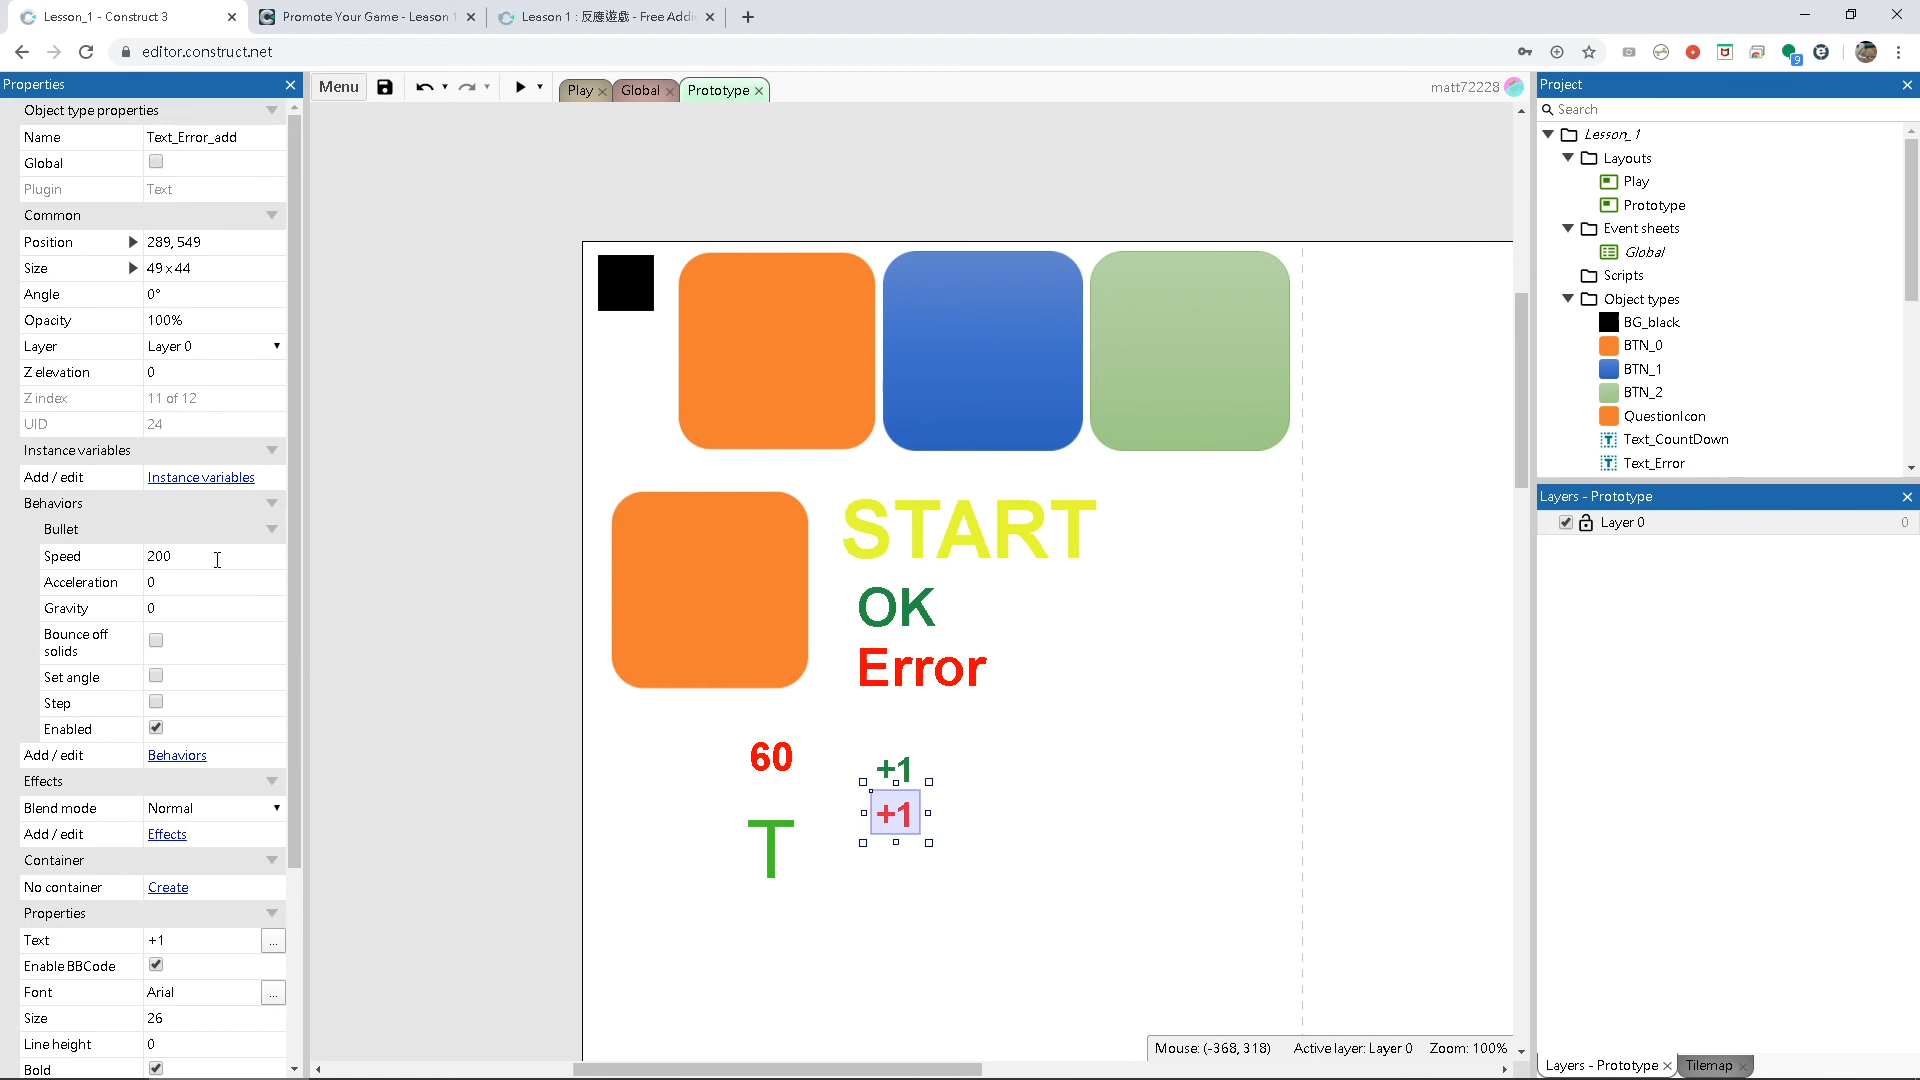 Lesson_1 - Construct 3
Promote Your Game - Leason 1
Leason 1 : 反應遊戲 - Free Addi
editor.construct.net
9
Properties
Menu
Play
Global
Prototype
matt72228
Project
Object type properties
Name Text_Error_add
Global
Plugin Text
Common
Position 289, 549
Size 49 x 44
Angle 0°
Opacity 100%
Layer Layer 0
Z elevation 0
Z index 11 of 12
UID 24
Instance variables
Add / edit Instance variables
Behaviors
Bullet
Speed 200
Acceleration 0
Gravity 0
Bounce off
solids
Set angle
Step
Enabled
Add / edit Behaviors
Effects
Blend mode Normal
Add / edit Effects
Container
No container Create
Properties
Text +1 ...
Enable BBCode
Font Arial ...
Size 26
Line height 0
Bold
START
OK
Error
60
+1
+1
T
Mouse: (-368, 318) Active layer: Layer 0 Zoom: 100%
Search
Lesson_1
Layouts
Play
Prototype
Event sheets
Global
Scripts
Object types
BG_black
BTN_0
BTN_1
BTN_2
QuestionIcon
Text_CountDown
Text_Error
Layers - Prototype
Layer 0 0
Layers - Prototype
Tilemap